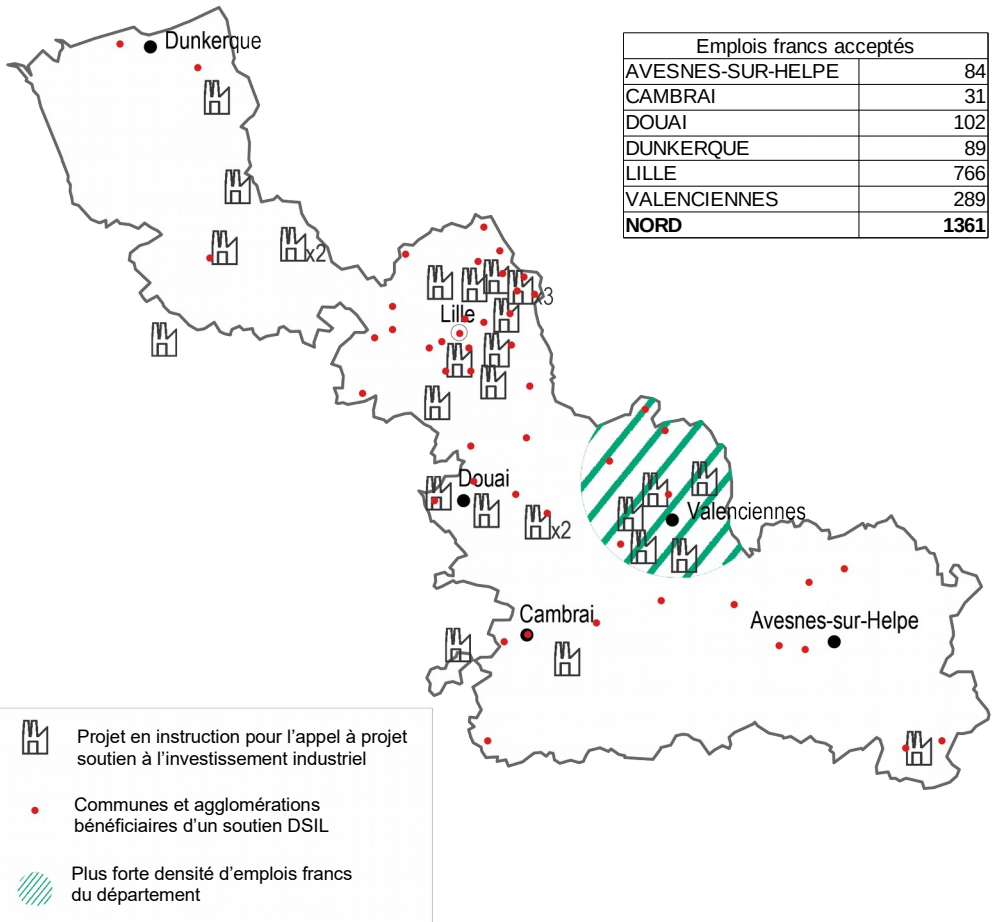 Dunkerque
Emplois francs acceptés
AVESNES-SUR-HELPE 84
CAMBRAI 31
DOUAI 102
DUNKERQUE 89
LILLE 766
VALENCIENNES 289
NORD 1361
x2
x3
Lille
Douai
x2
Valenciennes
Cambrai
Avesnes-sur-Helpe
Projet en instruction pour l’appel à projet
soutien à l’investissement industriel
Communes et agglomérations
bénéficiaires d’un soutien DSIL
Plus forte densité d’emplois francs
du département